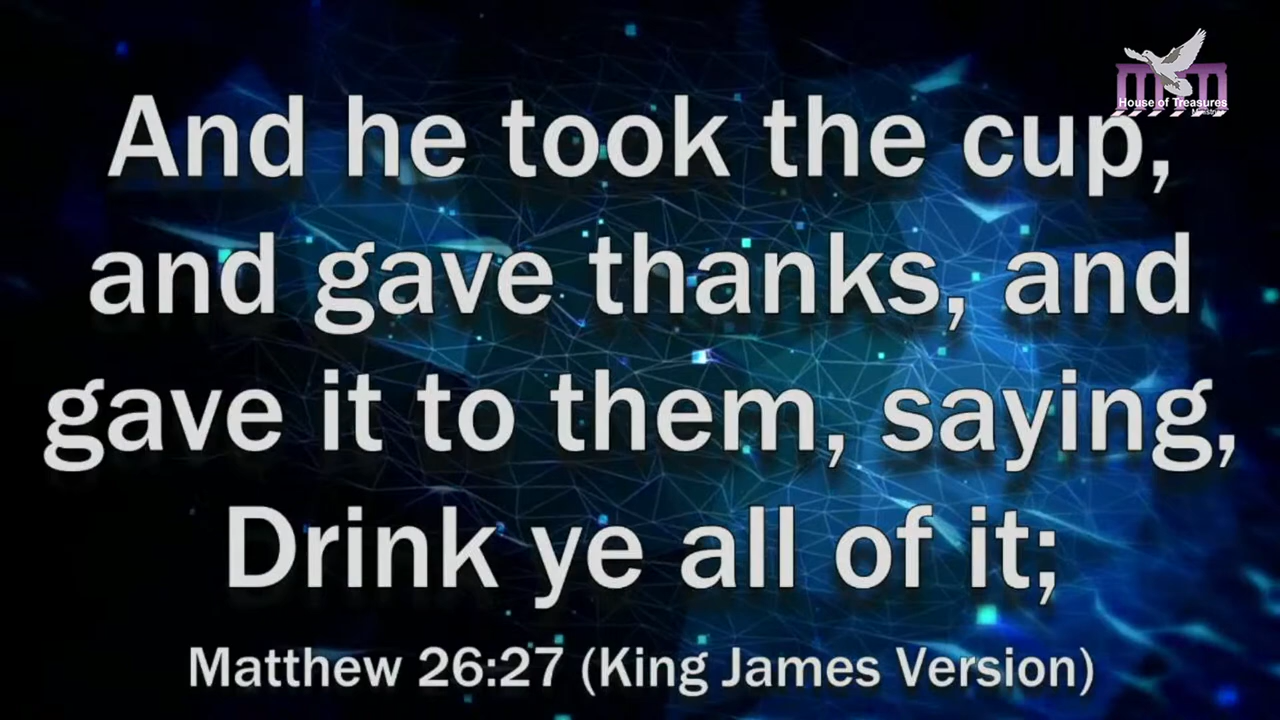 House of Treasures
Ministry
And he took the cup,
and gave thanks, and
gave it to them, saying,
Drink ye all of it;
Matthew 26:27 (King James Version)